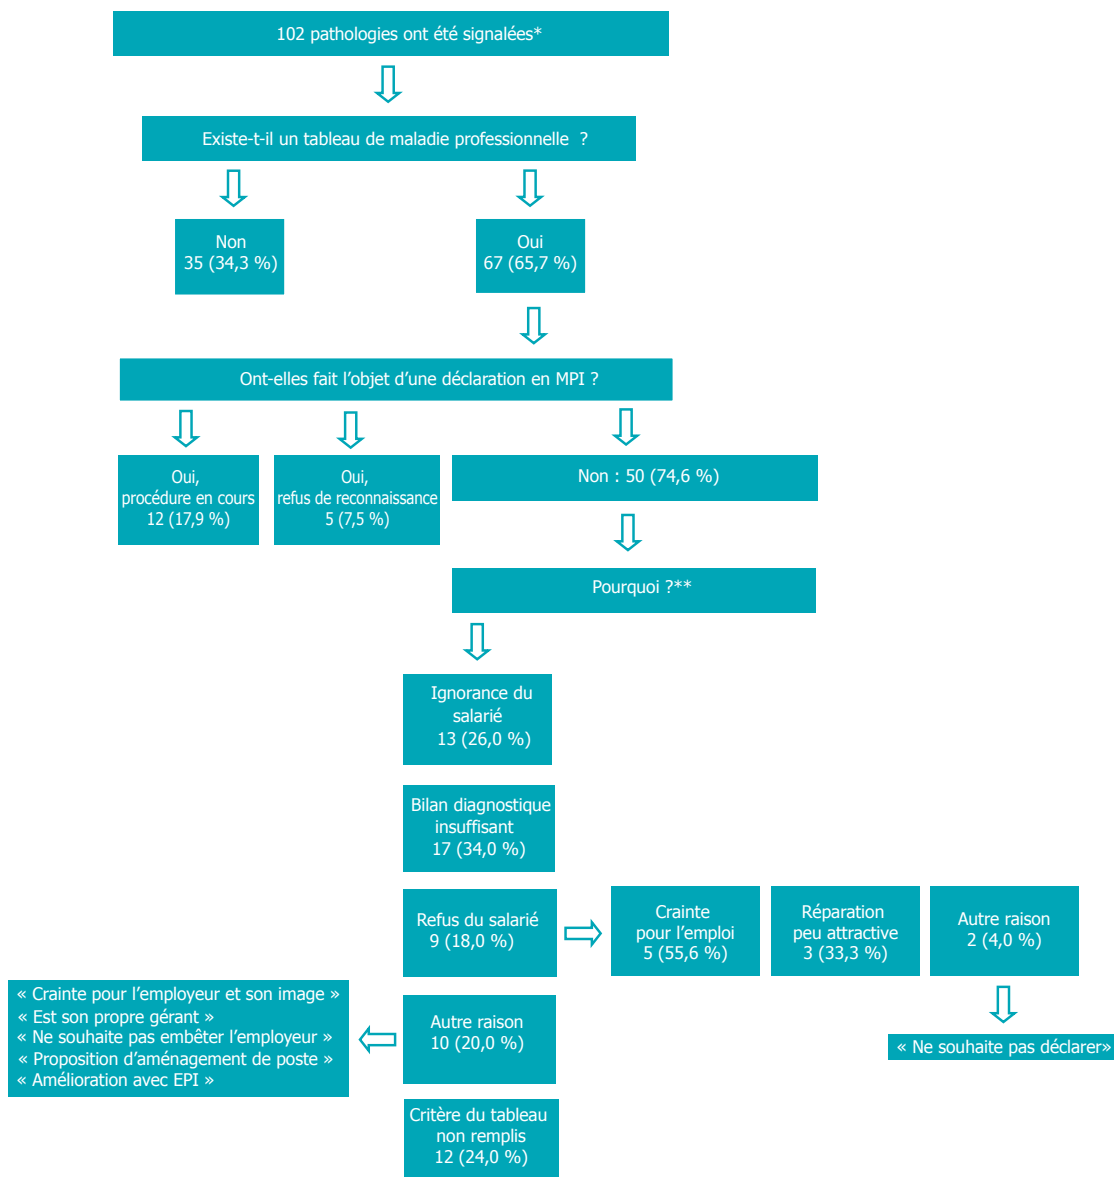 102 pathologies ont été signalées*
Existe-t-il un tableau de maladie professionnelle  ?
Non
35 (34,3 %)
Oui
67 (65,7 %)
Ont-elles fait l’objet d’une déclaration en MPI ?
Oui,
procédure en cours
12 (17,9 %)
Oui,
refus de reconnaissance
5 (7,5 %)
Non : 50 (74,6 %)
Pourquoi ?**
Ignorance du
salarié
13 (26,0 %)
Bilan diagnostique
insuffisant
17 (34,0 %)
Refus du salarié
9 (18,0 %)
Crainte
pour l’emploi
5 (55,6 %)
Réparation
peu attractive
3 (33,3 %)
Autre raison
2 (4,0 %)
« Ne souhaite pas déclarer»
Autre raison
10 (20,0 %)
« Crainte pour l’employeur et son image »
« Est son propre gérant »
« Ne souhaite pas embêter l’employeur »
« Proposition d’aménagement de poste »
« Amélioration avec EPI »
Critère du tableau
non remplis
12 (24,0 %)